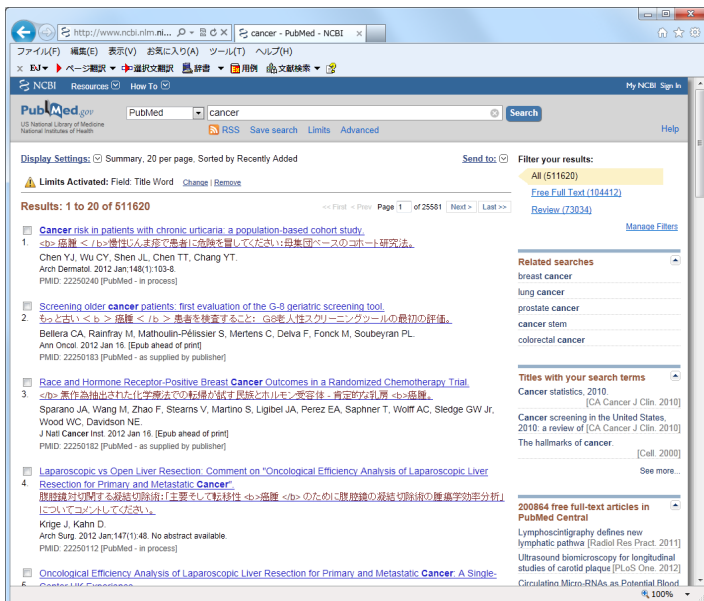 http://www.ncbi.nlm.ni...
cancer - PubMed - NCBI
ファイル(F) 編集(E) 表示(V) お気に入り(A) ツール(T) ヘルプ(H)
x EJ ページ翻訳 選択文翻訳 辞書 用例 文献検索
NCBI Resources How To My NCBI Sign In
PubMed.gov
US National Library of Medicine
National Institutes of Health
PubMed cancer Search
RSS Save search Limits Advanced Help
Display Settings: Summary, 20 per page, Sorted by Recently Added Send to:
Limits Activated: Field: Title Word Change | Remove
Results: 1 to 20 of 511620 << First < Prev Page 1 of 25581 Next > Last >>
Cancer risk in patients with chronic urticaria: a population-based cohort study.
1. <b> 癌腫 < / b>慢性じんま疹で患者に危険を冒してください:母集団ベースのコホート研究法。
Chen YJ, Wu CY, Shen JL, Chen TT, Chang YT.
Arch Dermatol. 2012 Jan;148(1):103-8.
PMID: 22250240 [PubMed - in process]
Screening older cancer patients: first evaluation of the G-8 geriatric screening tool.
2. もっと古い < b > 癌腫 < / b > 患者を検査すること: G8老人性スクリーニングツールの最初の評価。
Bellera CA, Rainfray M, Mathoulin-Pélissier S, Mertens C, Delva F, Fonck M, Soubeyran PL.
Ann Oncol. 2012 Jan 16. [Epub ahead of print]
PMID: 22250183 [PubMed - as supplied by publisher]
Race and Hormone Receptor-Positive Breast Cancer Outcomes in a Randomized Chemotherapy Trial.
3. </b> 無作為抽出された化学療法での転帰が試す民族とホルモン受容体 - 肯定的な乳房 <b>癌腫。
Sparano JA, Wang M, Zhao F, Stearns V, Martino S, Ligibel JA, Perez EA, Saphner T, Wolff AC, Sledge GW Jr,
Wood WC, Davidson NE.
J Natl Cancer Inst. 2012 Jan 16. [Epub ahead of print]
PMID: 22250182 [PubMed - as supplied by publisher]
Laparoscopic vs Open Liver Resection: Comment on "Oncological Efficiency Analysis of Laparoscopic Liver
4. Resection for Primary and Metastatic Cancer".
腹腔鏡対切開する凝結切除術:「主要そして転移性 <b>癌腫 </b> のために腹腔鏡の凝結切除術の腫瘍学効率分析」
についてコメントしてください。
Krige J, Kahn D.
Arch Surg. 2012 Jan;147(1):48. No abstract available.
PMID: 22250112 [PubMed - in process]
Oncological Efficiency Analysis of Laparoscopic Liver Resection for Primary and Metastatic Cancer: A Single-
Filter your results:
All (511620)
Free Full Text (104412)
Review (73034)
Manage Filters
Related searches
breast cancer
lung cancer
prostate cancer
cancer stem
colorectal cancer
Titles with your search terms
Cancer statistics, 2010.
[CA Cancer J Clin. 2010]
Cancer screening in the United States,
2010: a review of [CA Cancer J Clin. 2010]
The hallmarks of cancer.
[Cell. 2000]
See more...
200864 free full-text articles in
PubMed Central
Lymphoscintigraphy defines new
lymphatic pathwa [Radiol Res Pract. 2011]
Ultrasound biomicroscopy for longitudinal
studies of carotid plaque [PLoS One. 2012]
Circulating Micro-RNAs as Potential Blood
100%